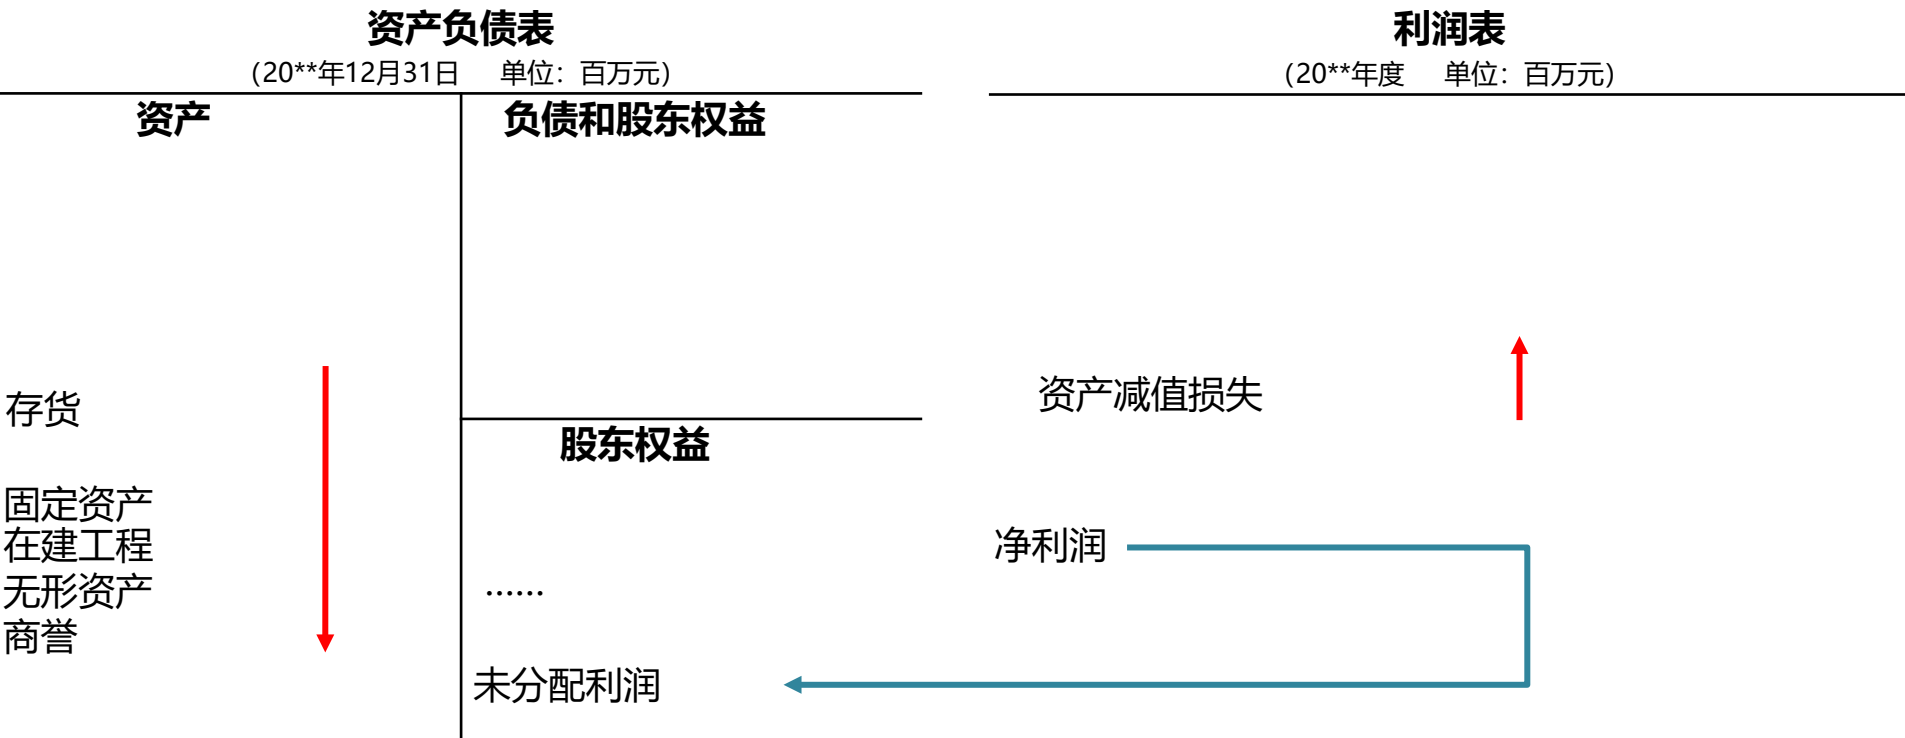 资产负债表
(20**年12月31日 单位：百万元)
资产
负债和股东权益
存货
固定资产
在建工程
无形资产
商誉
股东权益
……
未分配利润
利润表
(20**年度 单位：百万元)
资产减值损失
净利润